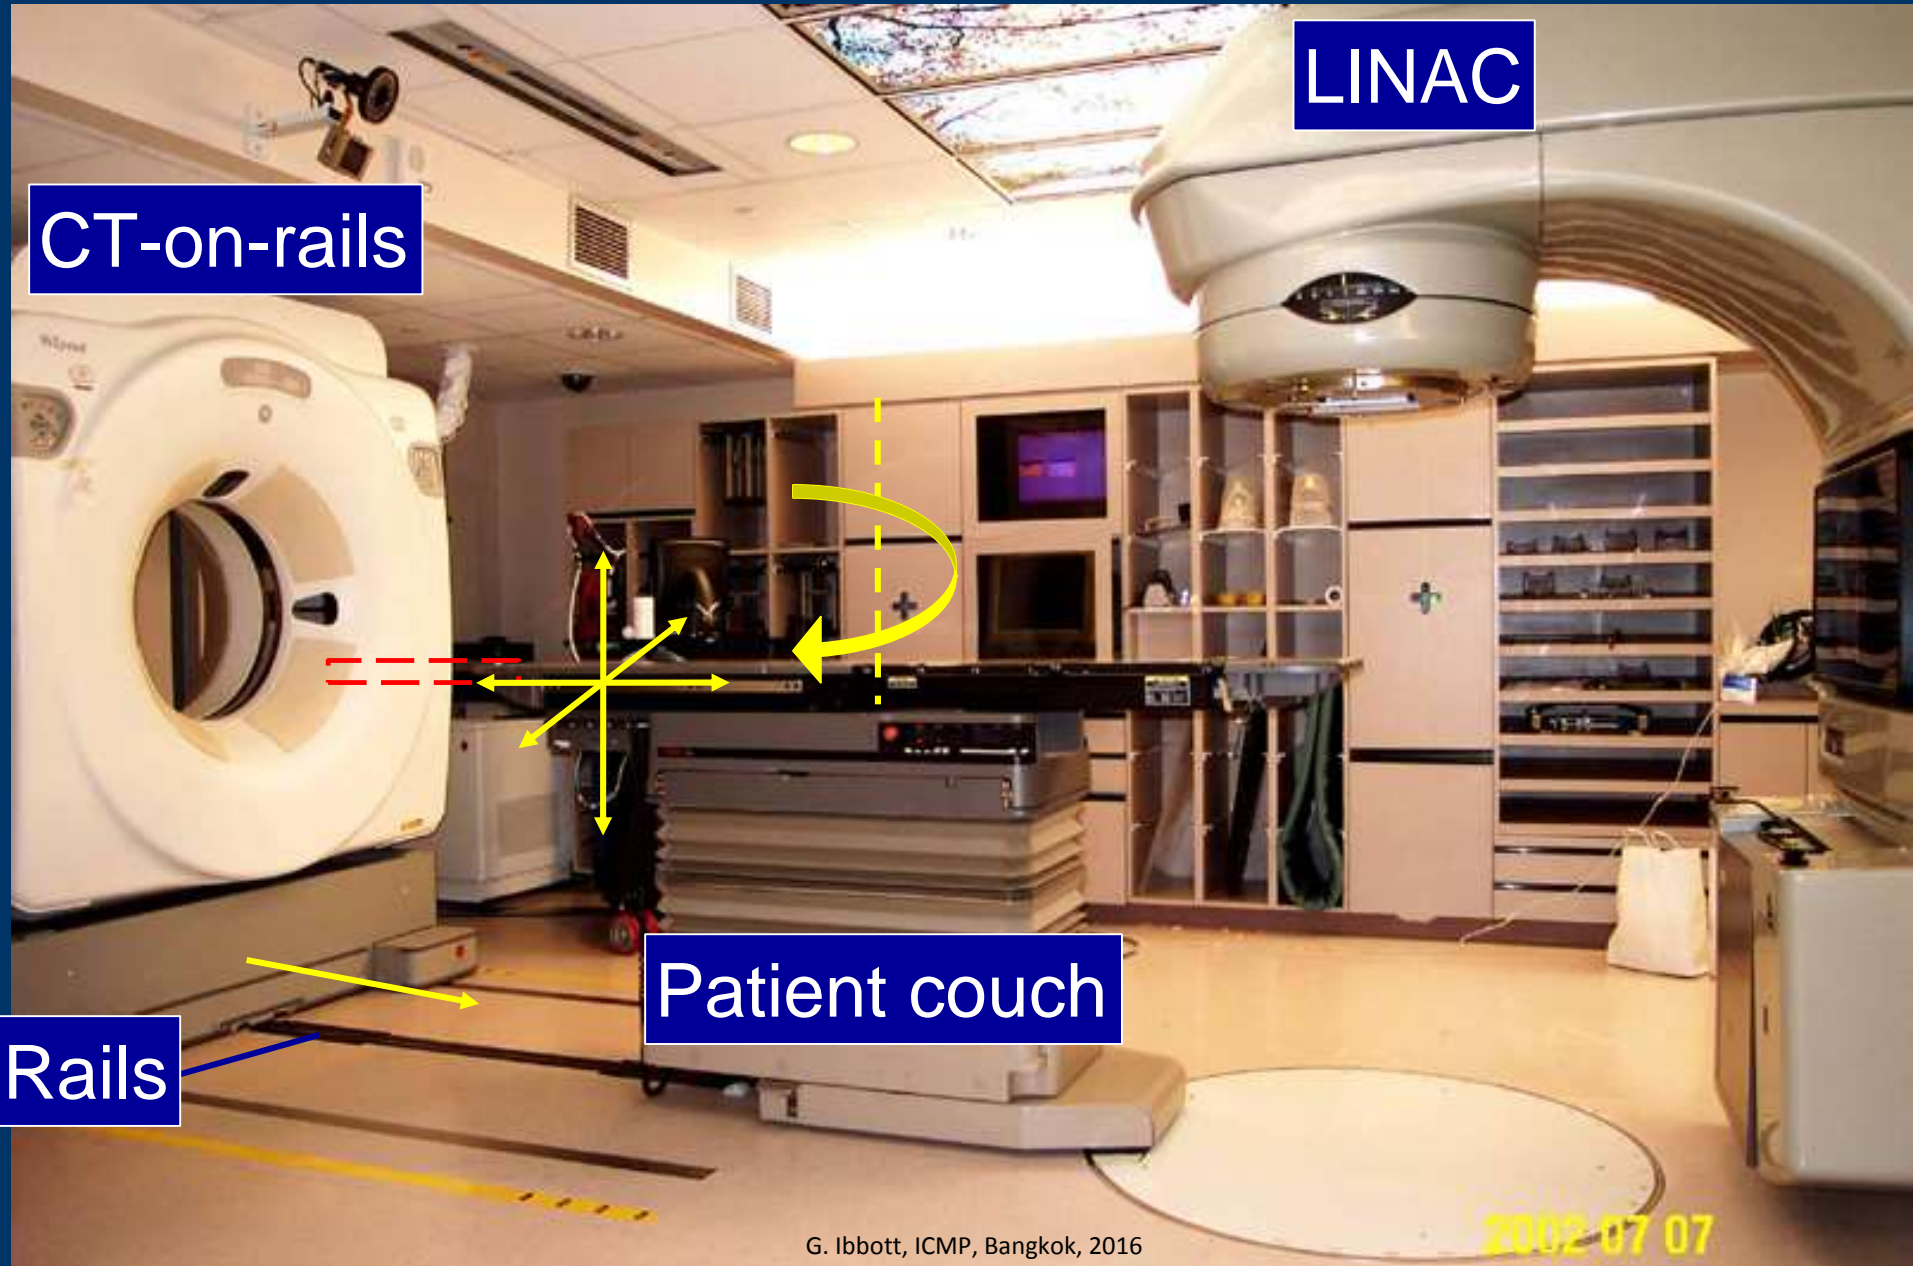 LINAC
CT-on-rails
Patient couch
Rails
G. Ibbott, ICMP, Bangkok, 2016
2002 07 07